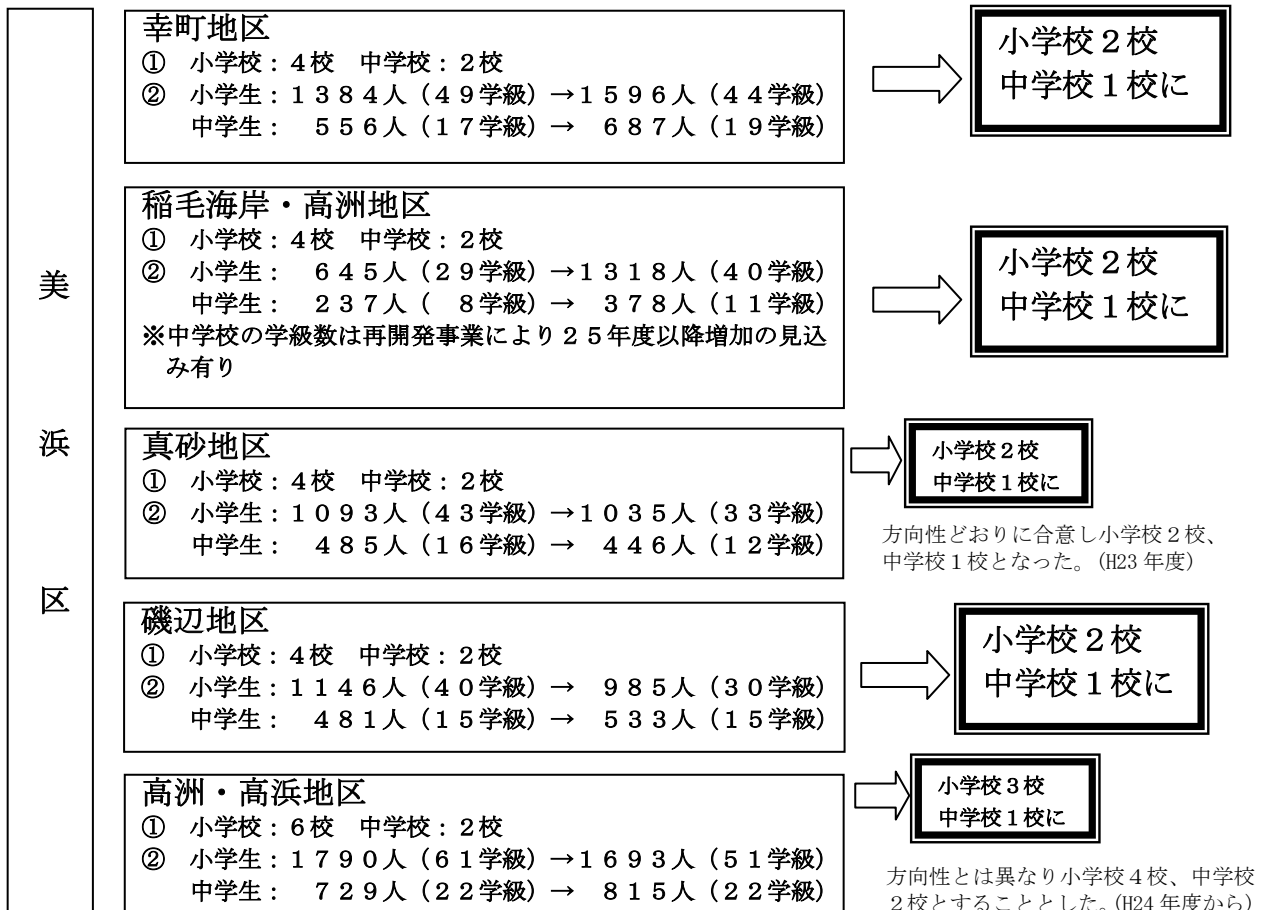 美
浜
区
幸町地区
① 小学校：４校 中学校：２校
② 小学生：１３８４人（４９学級）→１５９６人（４４学級）
中学生： ５５６人（１７学級）→ ６８７人（１９学級）
小学校２校
中学校１校に
稲毛海岸・高洲地区
① 小学校：４校 中学校：２校
② 小学生： ６４５人（２９学級）→１３１８人（４０学級）
中学生： ２３７人（ ８学級）→ ３７８人（１１学級）
※中学校の学級数は再開発事業により２５年度以降増加の見込
み有り
小学校２校
中学校１校に
真砂地区
① 小学校：４校 中学校：２校
② 小学生：１０９３人（４３学級）→１０３５人（３３学級）
中学生： ４８５人（１６学級）→ ４４６人（１２学級）
小学校２校
中学校１校に
方向性どおりに合意し小学校２校、
中学校１校となった。(H23 年度)
磯辺地区
① 小学校：４校 中学校：２校
② 小学生：１１４６人（４０学級）→ ９８５人（３０学級）
中学生： ４８１人（１５学級）→ ５３３人（１５学級）
小学校２校
中学校１校に
高洲・高浜地区
① 小学校：６校 中学校：２校
② 小学生：１７９０人（６１学級）→１６９３人（５１学級）
中学生： ７２９人（２２学級）→ ８１５人（２２学級）
小学校３校
中学校１校に
方向性とは異なり小学校４校、中学校
２校とすることとした。(H24 年度から)